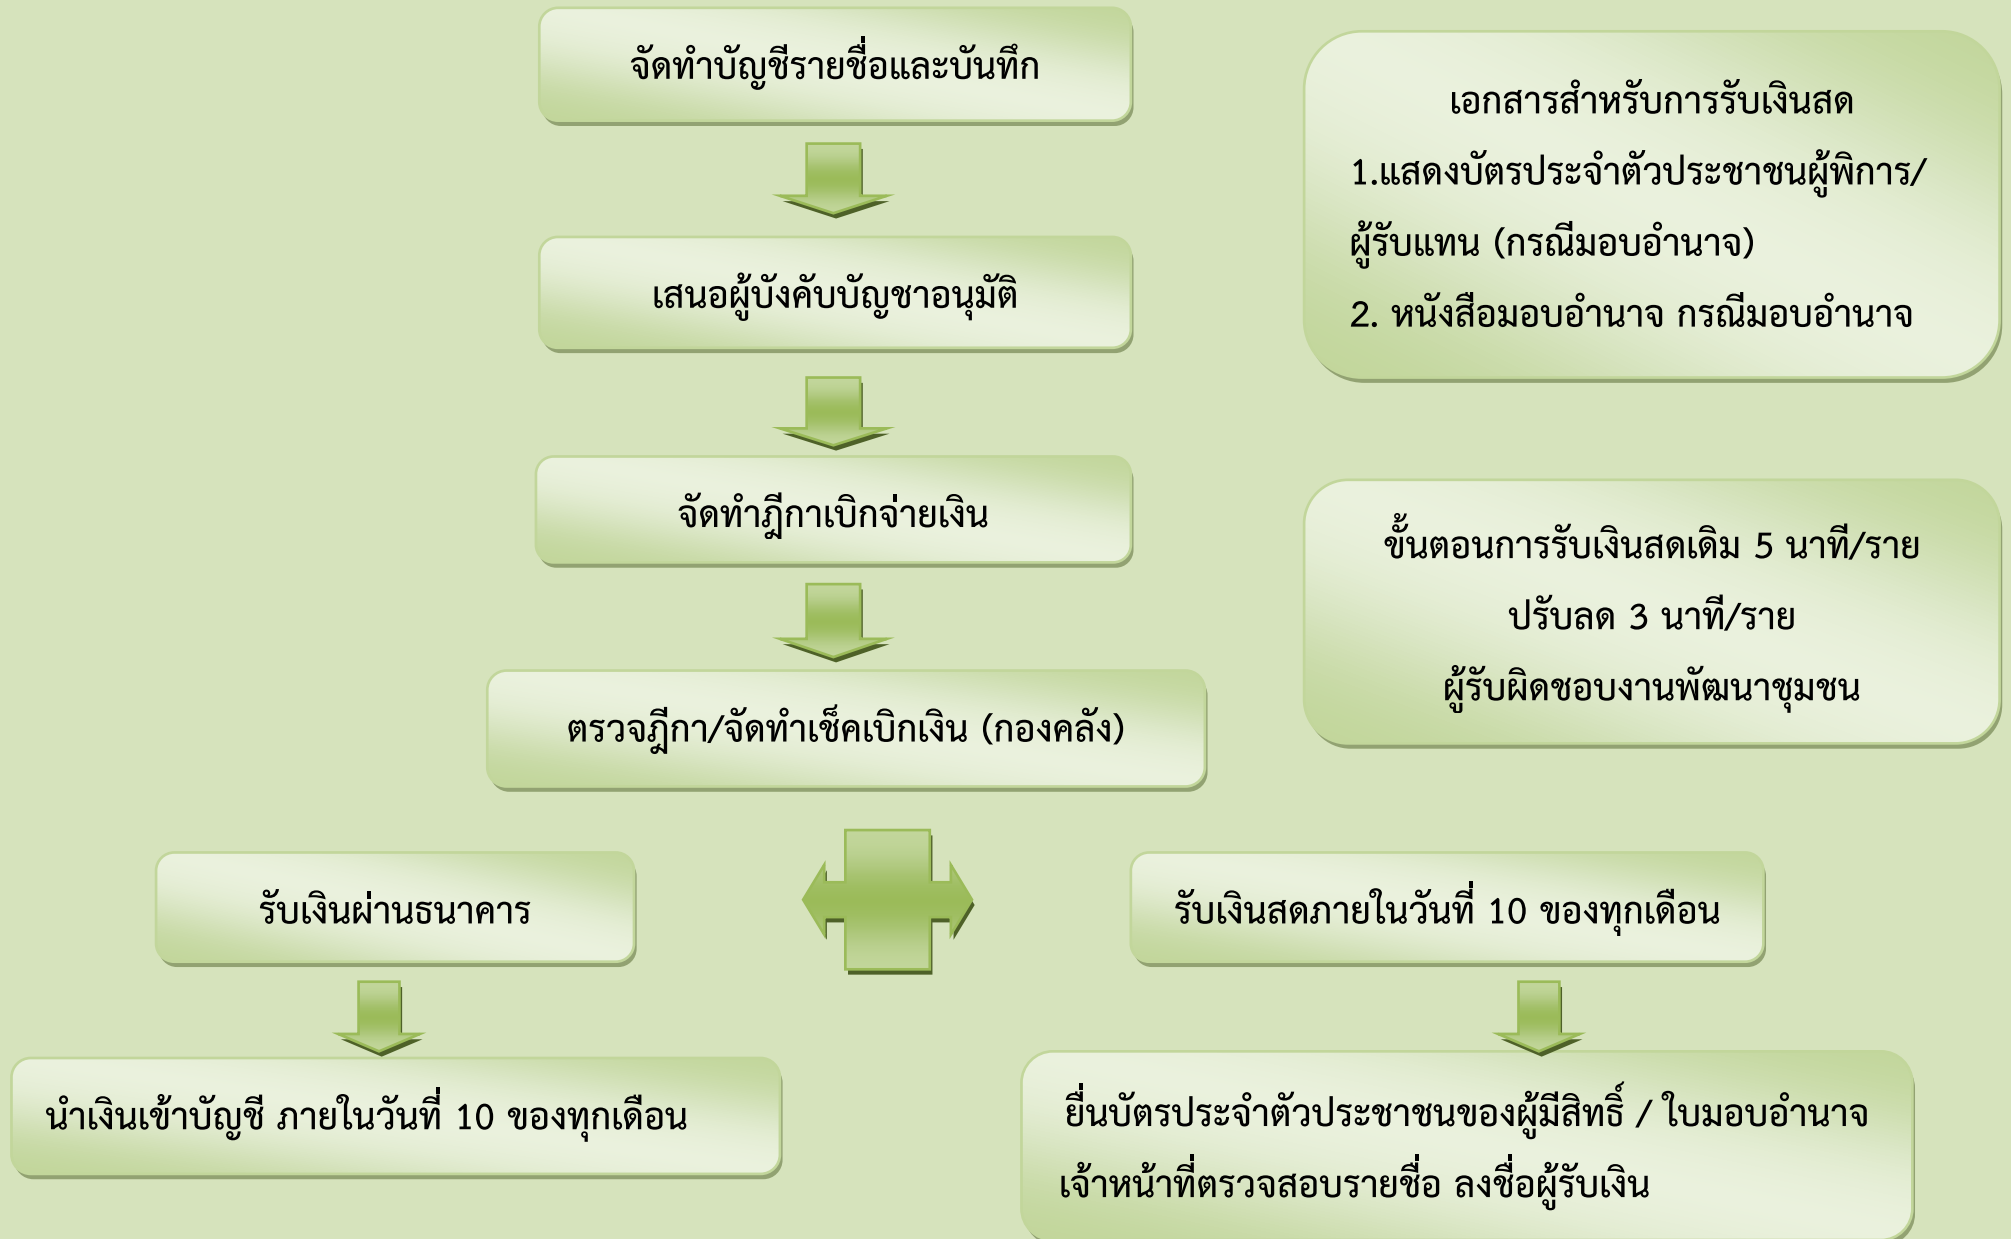 จัดทำบัญชีรายชื่อและบันทึก
เสนอผู้บังคับบัญชาอนุมัติ
จัดทำฎีกาเบิกจ่ายเงิน
ตรวจฎีกา/จัดทำเช็คเบิกเงิน (กองคลัง)
รับเงินผ่านธนาคาร
นำเงินเข้าบัญชี ภายในวันที่ 10 ของทุกเดือน
รับเงินสดภายในวันที่ 10 ของทุกเดือน
ยื่นบัตรประจำตัวประชาชนของผู้มีสิทธิ์ / ใบมอบอำนาจ
เจ้าหน้าที่ตรวจสอบรายชื่อ ลงชื่อผู้รับเงิน
เอกสารสำหรับการรับเงินสด
1.แสดงบัตรประจำตัวประชาชนผู้พิการ/
ผู้รับแทน (กรณีมอบอำนาจ)
2. หนังสือมอบอำนาจ กรณีมอบอำนาจ
ขั้นตอนการรับเงินสดเดิม 5 นาที/ราย
ปรับลด 3 นาที/ราย
ผู้รับผิดชอบงานพัฒนาชุมชน